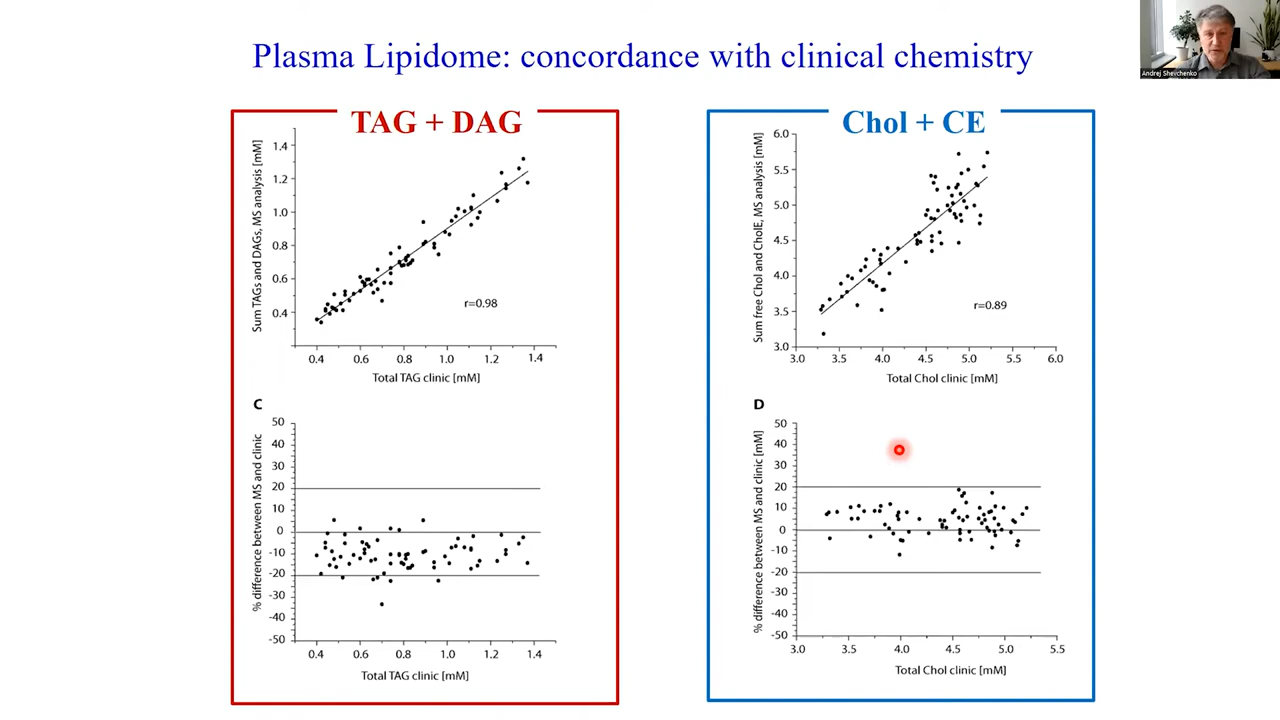 Plasma Lipidome: concordance with clinical chemistry
Andrej Shevchenko
TAG + DAG
Sum TAGs and DAGs, MS analysis [mM]
1.4
1.2
1.0
0.8
0.6
0.4
r=0.98
0.4 0.6 0.8 1.0 1.2 1.4
Total TAG clinic [mM]
C
% difference between MS and clinic
50
40
30
20
10
0
-10
-20
-30
-40
-50
0.4 0.6 0.8 1.0 1.2 1.4
Total TAG clinic [mM]
Chol + CE
Sum free Chol and CholE, MS analysis [mM]
6.0
5.5
5.0
4.5
4.0
3.5
3.0
r=0.89
3.0 3.5 4.0 4.5 5.0 5.5 6.0
Total Chol clinic [mM]
D
% difference between MS and clinic [mM]
50
40
30
20
10
0
-10
-20
-30
-40
-50
3.0 3.5 4.0 4.5 5.0 5.5
Total Chol clinic [mM]